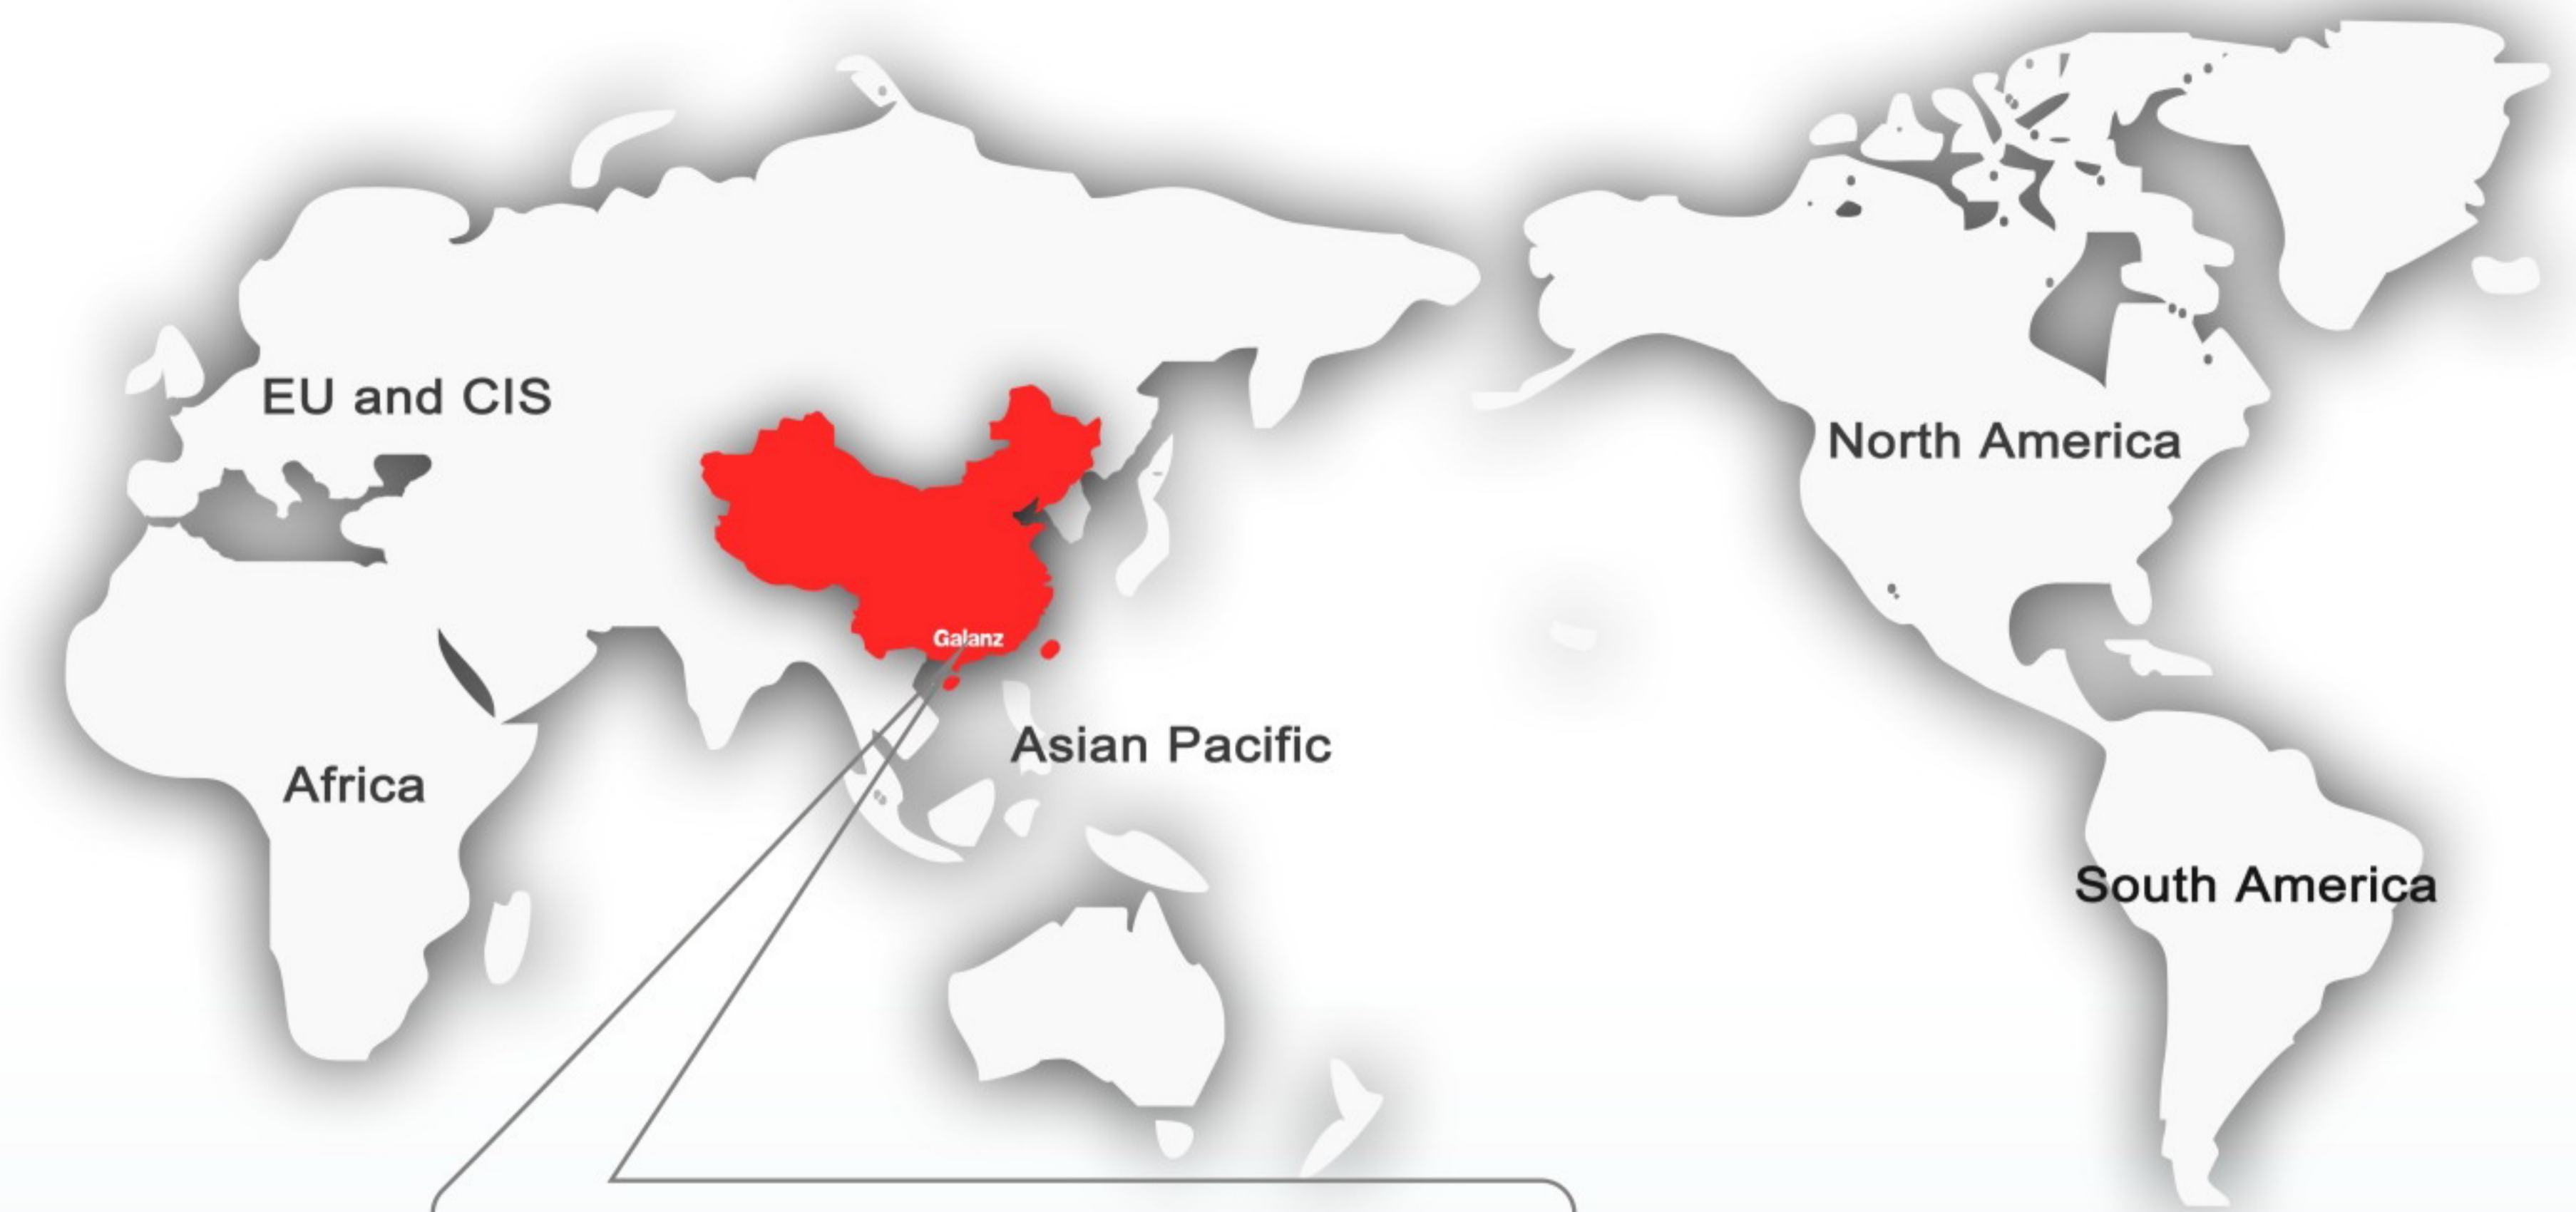 EU and CIS
North America
Galanz
Asian Pacific
Africa
South America